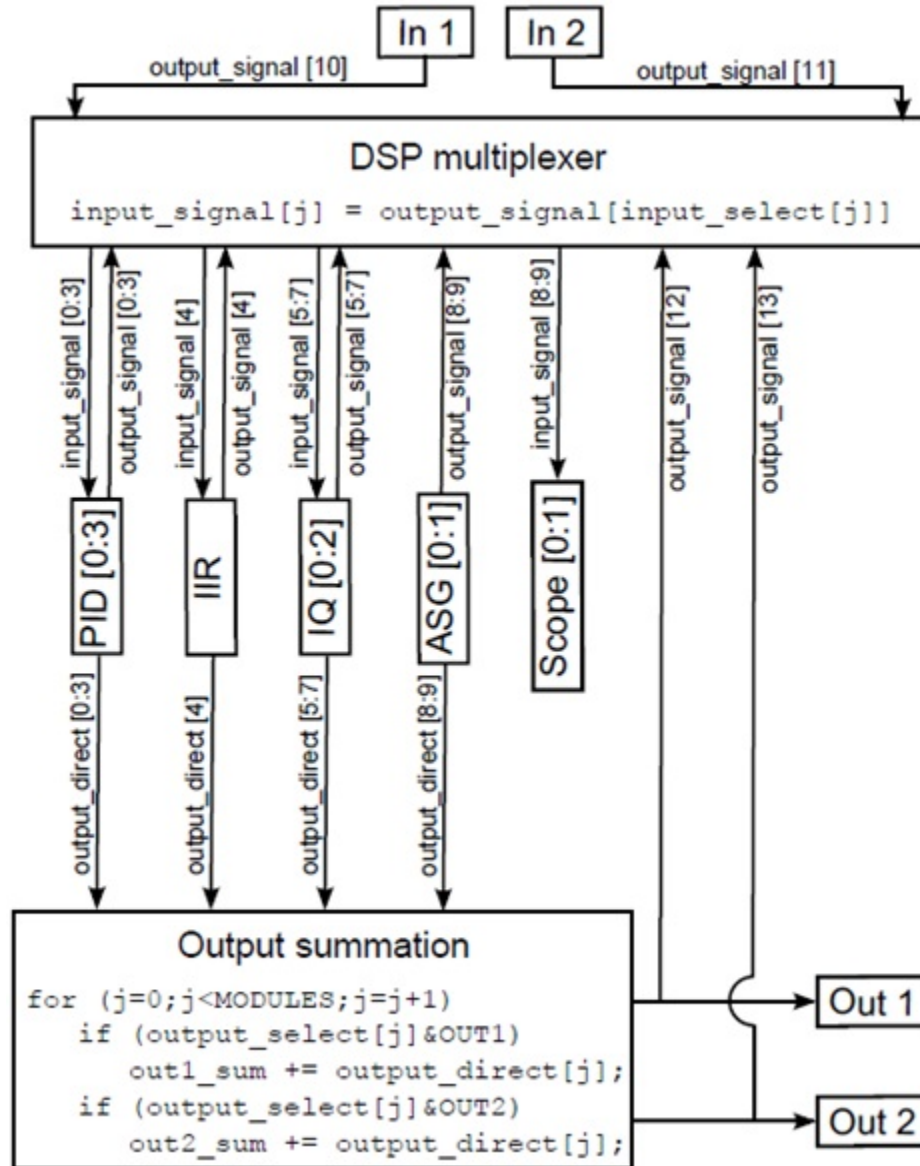 In 1
In 2
output_signal [10]
output_signal [11]
DSP multiplexer
input_signal[j] = output_signal[input_select[j]]
input_signal [0:3]
output_signal [0:3]
input_signal [4]
output_signal [4]
input_signal [5:7]
output_signal [5:7]
output_signal [8:9]
input_signal [8:9]
output_signal [12]
output_signal [13]
PID [0:3]
IIR
IQ [0:2]
ASG [0:1]
Scope [0:1]
output_direct [0:3]
output_direct [4]
output_direct [5:7]
output_direct [8:9]
Output summation
for (j=0;j<MODULES;j=j+1)
if (output_select[j]&OUT1)
out1_sum += output_direct[j];
if (output_select[j]&OUT2)
out2_sum += output_direct[j];
Out 1
Out 2